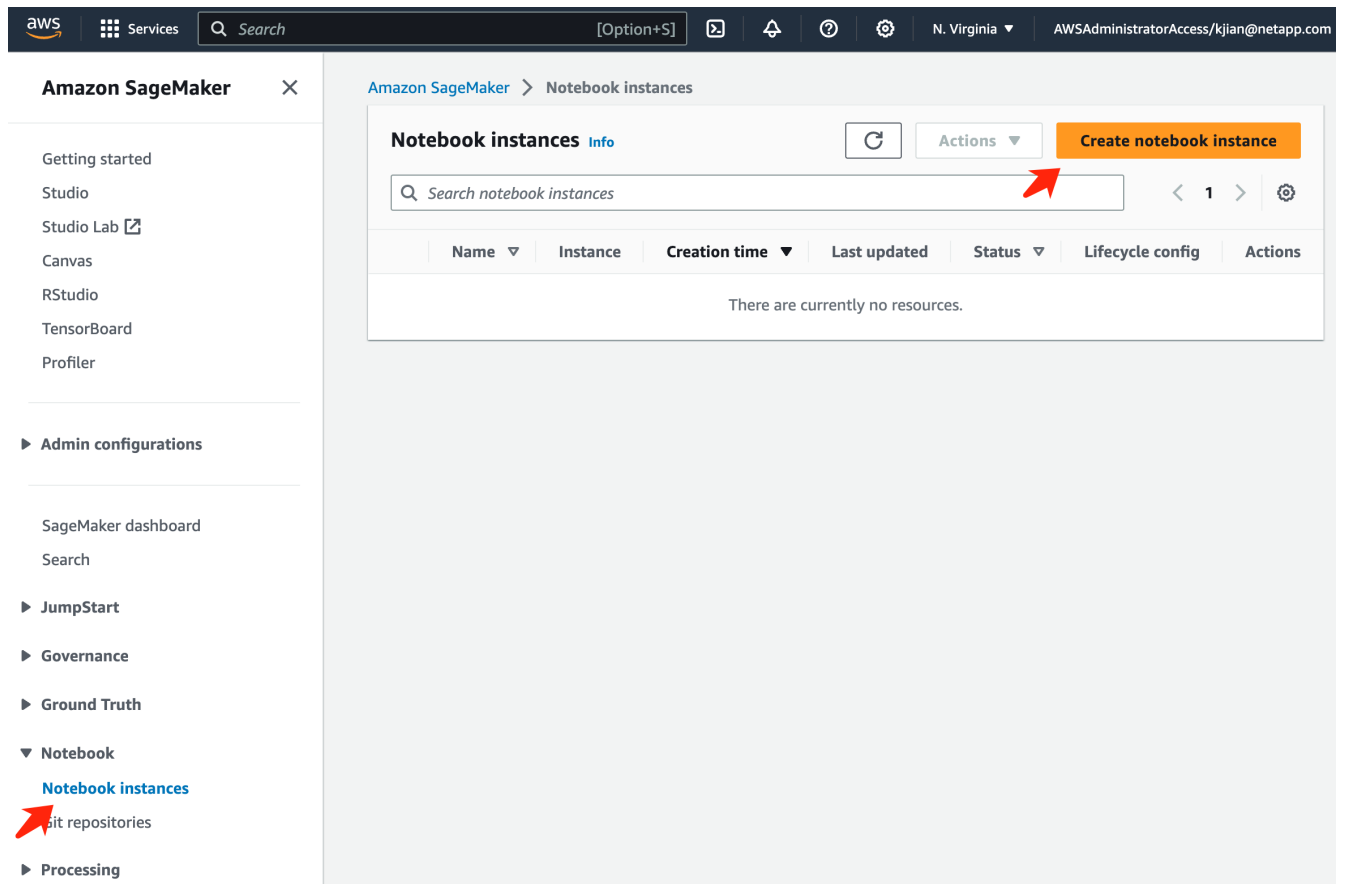 aws Services Search [Option+S] N. Virginia AWSAdministratorAccess/kjian@netapp.com
Amazon SageMaker
Getting started
Studio
Studio Lab
Canvas
RStudio
TensorBoard
Profiler
Admin configurations
SageMaker dashboard
Search
JumpStart
Governance
Ground Truth
Notebook
Notebook instances
Git repositories
Processing
Amazon SageMaker Notebook instances
Notebook instances Info Actions Create notebook instance
Search notebook instances 1
Name Instance Creation time Last updated Status Lifecycle config Actions
There are currently no resources.